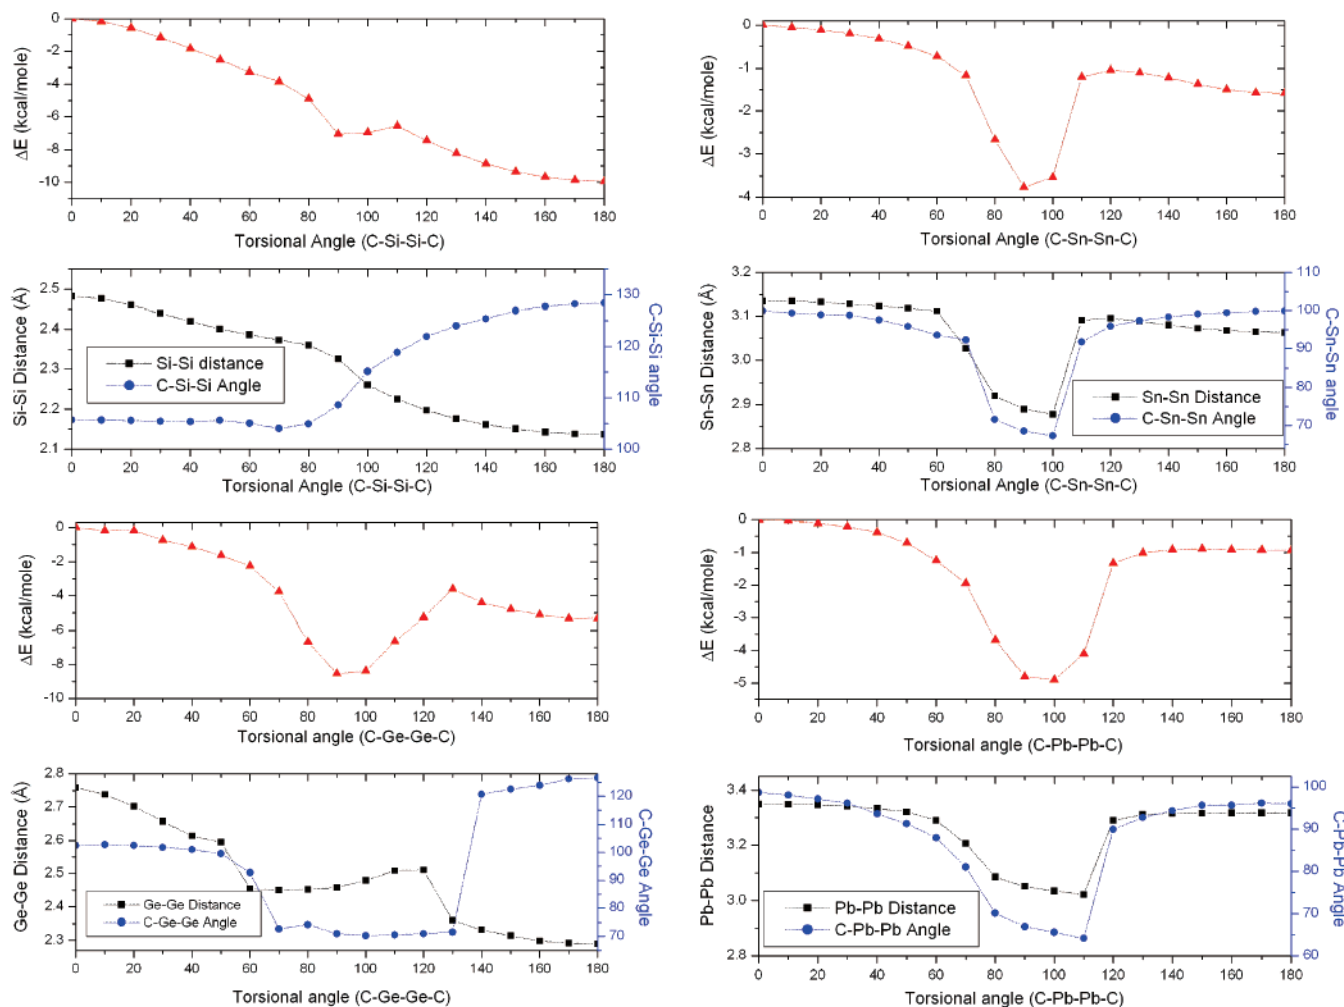 0
-2
-4
-6
-8
-10
ΔE (kcal/mole)
0 20 40 60 80 100 120 140 160 180
Torsional Angle (C-Si-Si-C)
0
-1
-2
-3
-4
ΔE (kcal/mole)
0 20 40 60 80 100 120 140 160 180
Torsional Angle (C-Sn-Sn-C)
2.5
2.4
2.3
2.2
2.1
Si-Si Distance (Å)
Si-Si distance
C-Si-Si Angle
130
120
110
100
C-Si-Si angle
0 20 40 60 80 100 120 140 160 180
Torsional Angle (C-Si-Si-C)
3.2
3.1
3.0
2.9
2.8
Sn-Sn Distance (Å)
Sn-Sn Distance
C-Sn-Sn Angle
110
100
90
80
70
C-Sn-Sn angle
0 20 40 60 80 100 120 140 160 180
Torsional Angle (C-Sn-Sn-C)
0
-2
-4
-6
-8
-10
ΔE (kcal/mole)
0 20 40 60 80 100 120 140 160 180
Torsional angle (C-Ge-Ge-C)
0
-1
-2
-3
-4
-5
ΔE (kcal/mole)
0 20 40 60 80 100 120 140 160 180
Torsional angle (C-Pb-Pb-C)
2.8
2.7
2.6
2.5
2.4
2.3
Ge-Ge Distance (Å)
Ge-Ge Distance
C-Ge-Ge Angle
120
110
100
90
80
70
C-Ge-Ge Angle
0 20 40 60 80 100 120 140 160 180
Torsional angle (C-Ge-Ge-C)
3.4
3.2
3.0
2.8
Pb-Pb Distance
Pb-Pb Distance
C-Pb-Pb Angle
100
90
80
70
60
C-Pb-Pb Angle
0 20 40 60 80 100 120 140 160 180
Torsional angle (C-Pb-Pb-C)